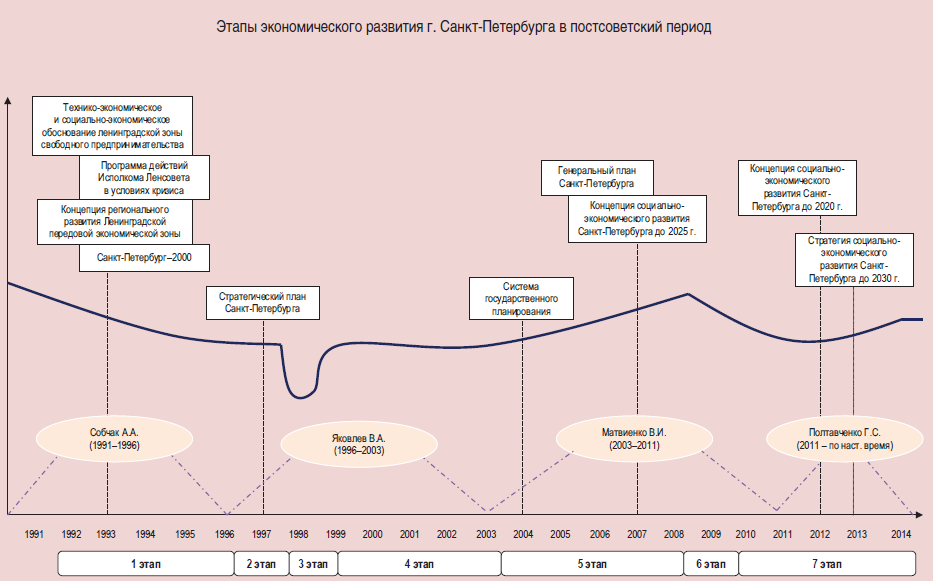 Этапы экономического развития г. Санкт-Петербурга в постсоветский период
Технико-экономическое
и социально-экономическое
обоснование ленинградской зоны
свободного предпринимательства
Программа действий
Исполкома Ленсовета
в условиях кризиса
Концепция регионального
развития Ленинградской
передовой экономической зоны
Санкт-Петербург–2000
Стратегический план
Санкт-Петербурга
Система
государственного
планирования
Генеральный план
Санкт-Петербурга
Концепция социально-
экономического развития
Санкт-Петербурга до 2025 г.
Концепция социально-
экономического
развития Санкт-
Петербурга до 2020 г.
Стратегия социально-
экономического
развития Санкт-
Петербурга до 2030 г.
Собчак А.А.
(1991–1996)
Яковлев В.А.
(1996–2003)
Матвиенко В.И.
(2003–2011)
Полтавченко Г.С.
(2011 – по наст. время)
1991 1992 1993 1994 1995 1996 1997 1998 1999 2000 2001 2002 2003 2004 2005 2006 2007 2008 2009 2010 2011 2012 2013 2014
1 этап 2 этап 3 этап 4 этап 5 этап 6 этап 7 этап